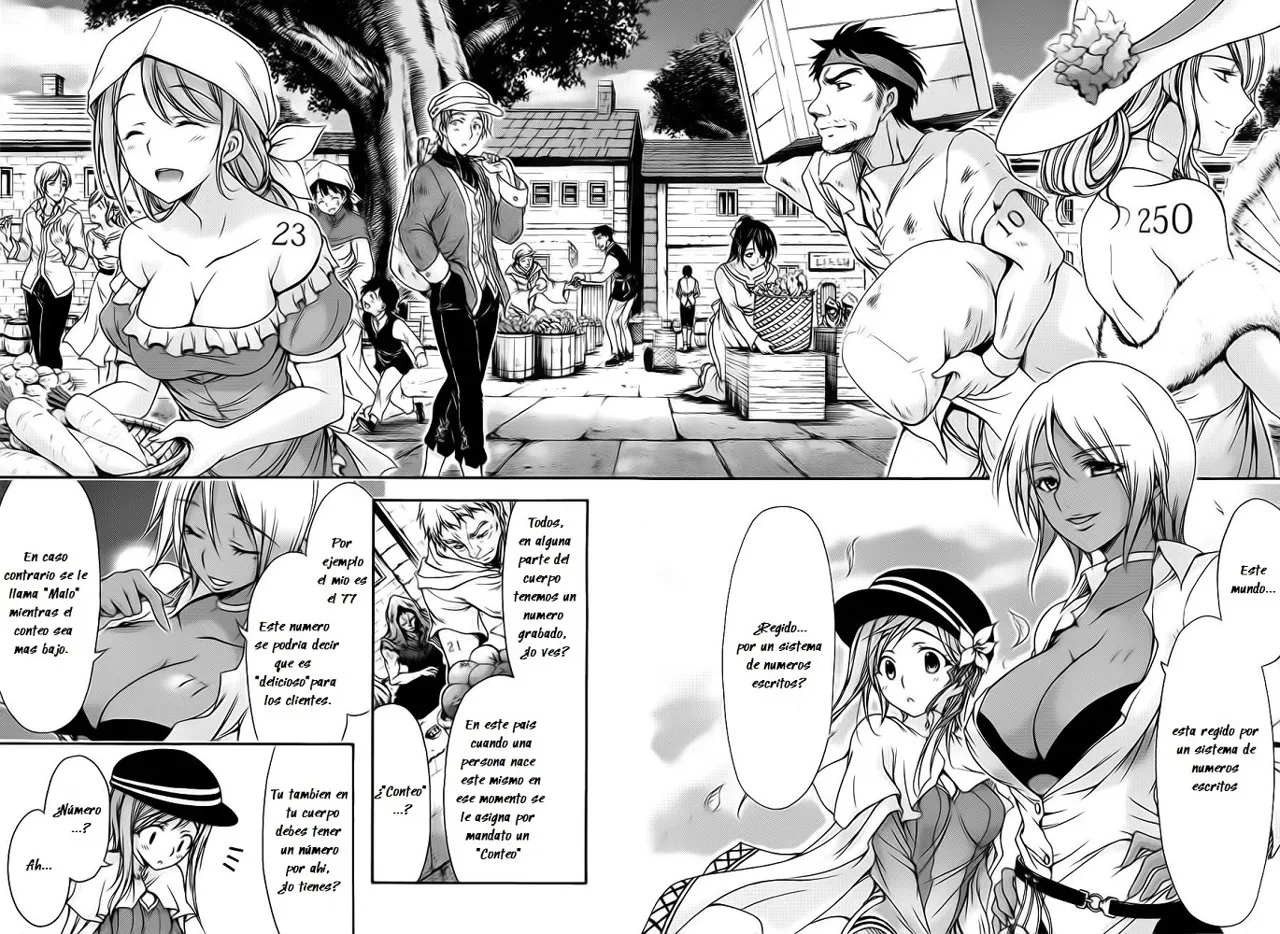 23
10
250
Este
mundo...
esta regido por
un sistema de
numeros
escritos
¿Regido...
por un sistema
de numeros
escritos?
Todos,
en alguna
parte del
cuerpo
tenemos un
numero
grabado,
¿lo ves?
21
En este pais
cuando una
persona nace
este mismo en
ese momento se
le asigna por
mandato un
"Conteo"
¿"Conteo"
...?
Por
ejemplo
el mio es
el 77
Este numero
se podria decir
que es
"delicioso"para
los clientes.
En caso
contrario se le
llama "Malo"
mientras el
conteo sea
mas bajo.
Tu tambien en
tu cuerpo
debes tener
un número
por ahi,
¿lo tienes?
¿Número
...?
Ah...